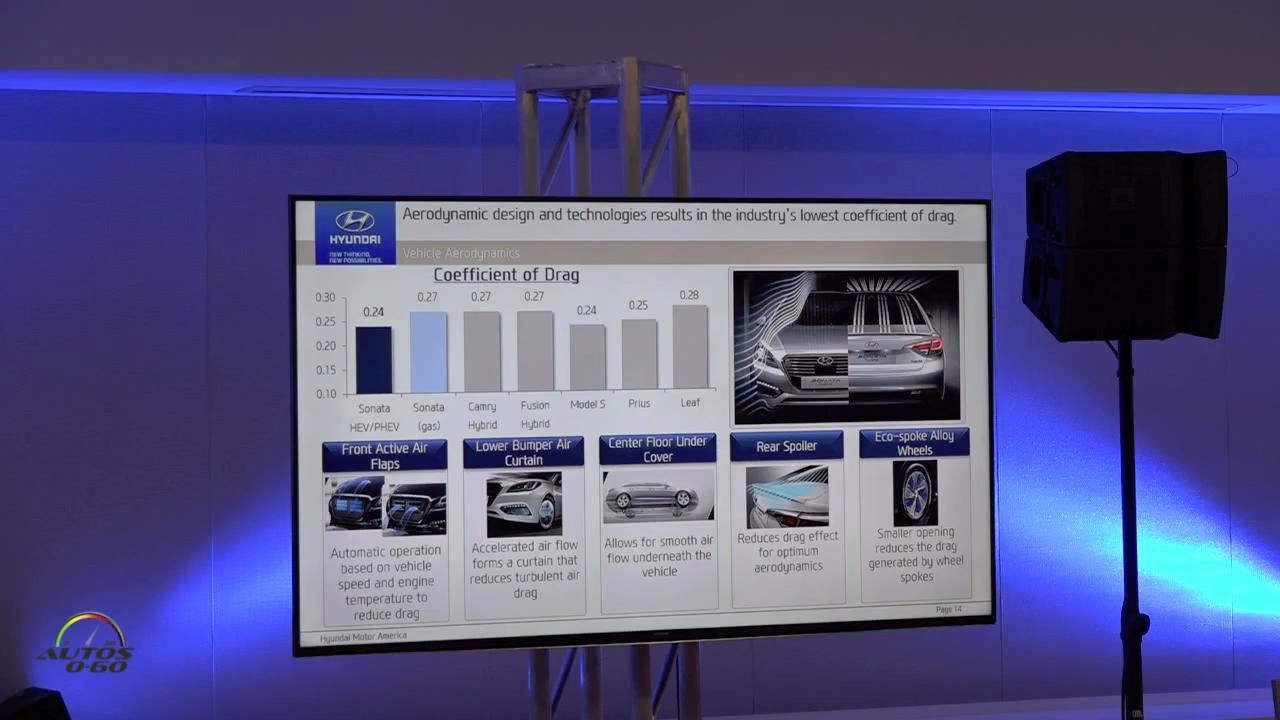 Aerodynamic design and technologies results in the industry's lowest coefficient of drag.
HYUNDAI
NEW THINKING.
NEW POSSIBILITIES.
Vehicle Aerodynamics
Coefficient of Drag
0.30
0.25
0.20
0.15
0.10
0.24
0.27
0.27
0.27
0.24
0.25
0.28
Sonata
HEV/PHEV
Sonata
(gas)
Camry
Hybrid
Fusion
Hybrid
Model S
Prius
Leaf
Front Active Air
Flaps
Automatic operation
based on vehicle
speed and engine
temperature to
reduce drag
Lower Bumper Air
Curtain
Accelerated air flow
forms a curtain that
reduces turbulent air
drag
Center Floor Under
Cover
Allows for smooth air
flow underneath the
vehicle
Rear Spoiler
Reduces drag effect
for optimum
aerodynamics
Eco-spoke Alloy
Wheels
Smaller opening
reduces the drag
generated by wheel
spokes
Hyundai Motor America
Page 14
AUTOS
0-60
JBL